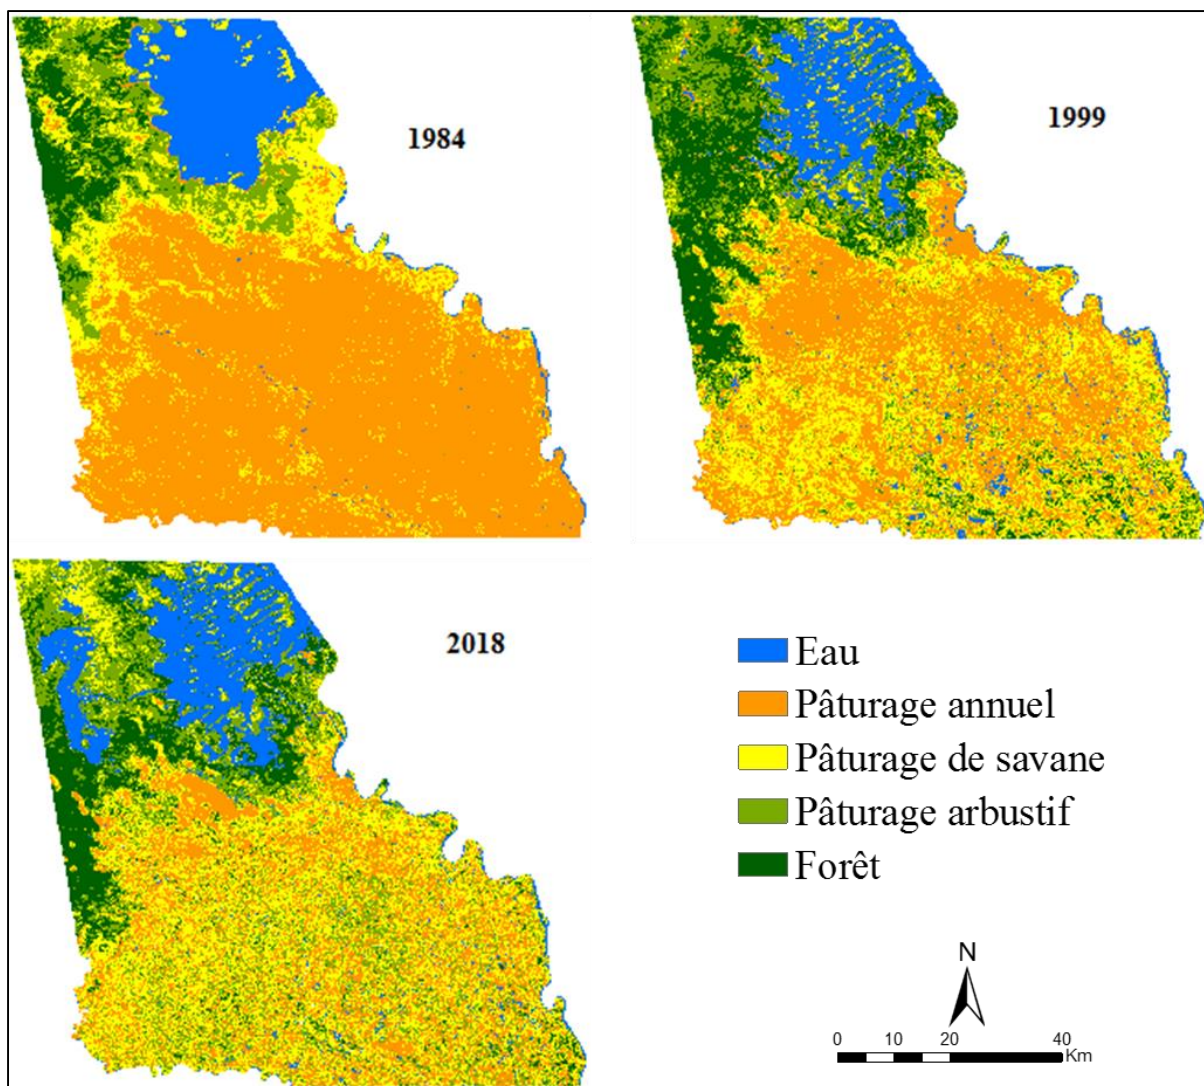 1984
1999
2018
Eau
Pâturage annuel
Pâturage de savane
Pâturage arbustif
Forêt
N
0 10 20 40
Km